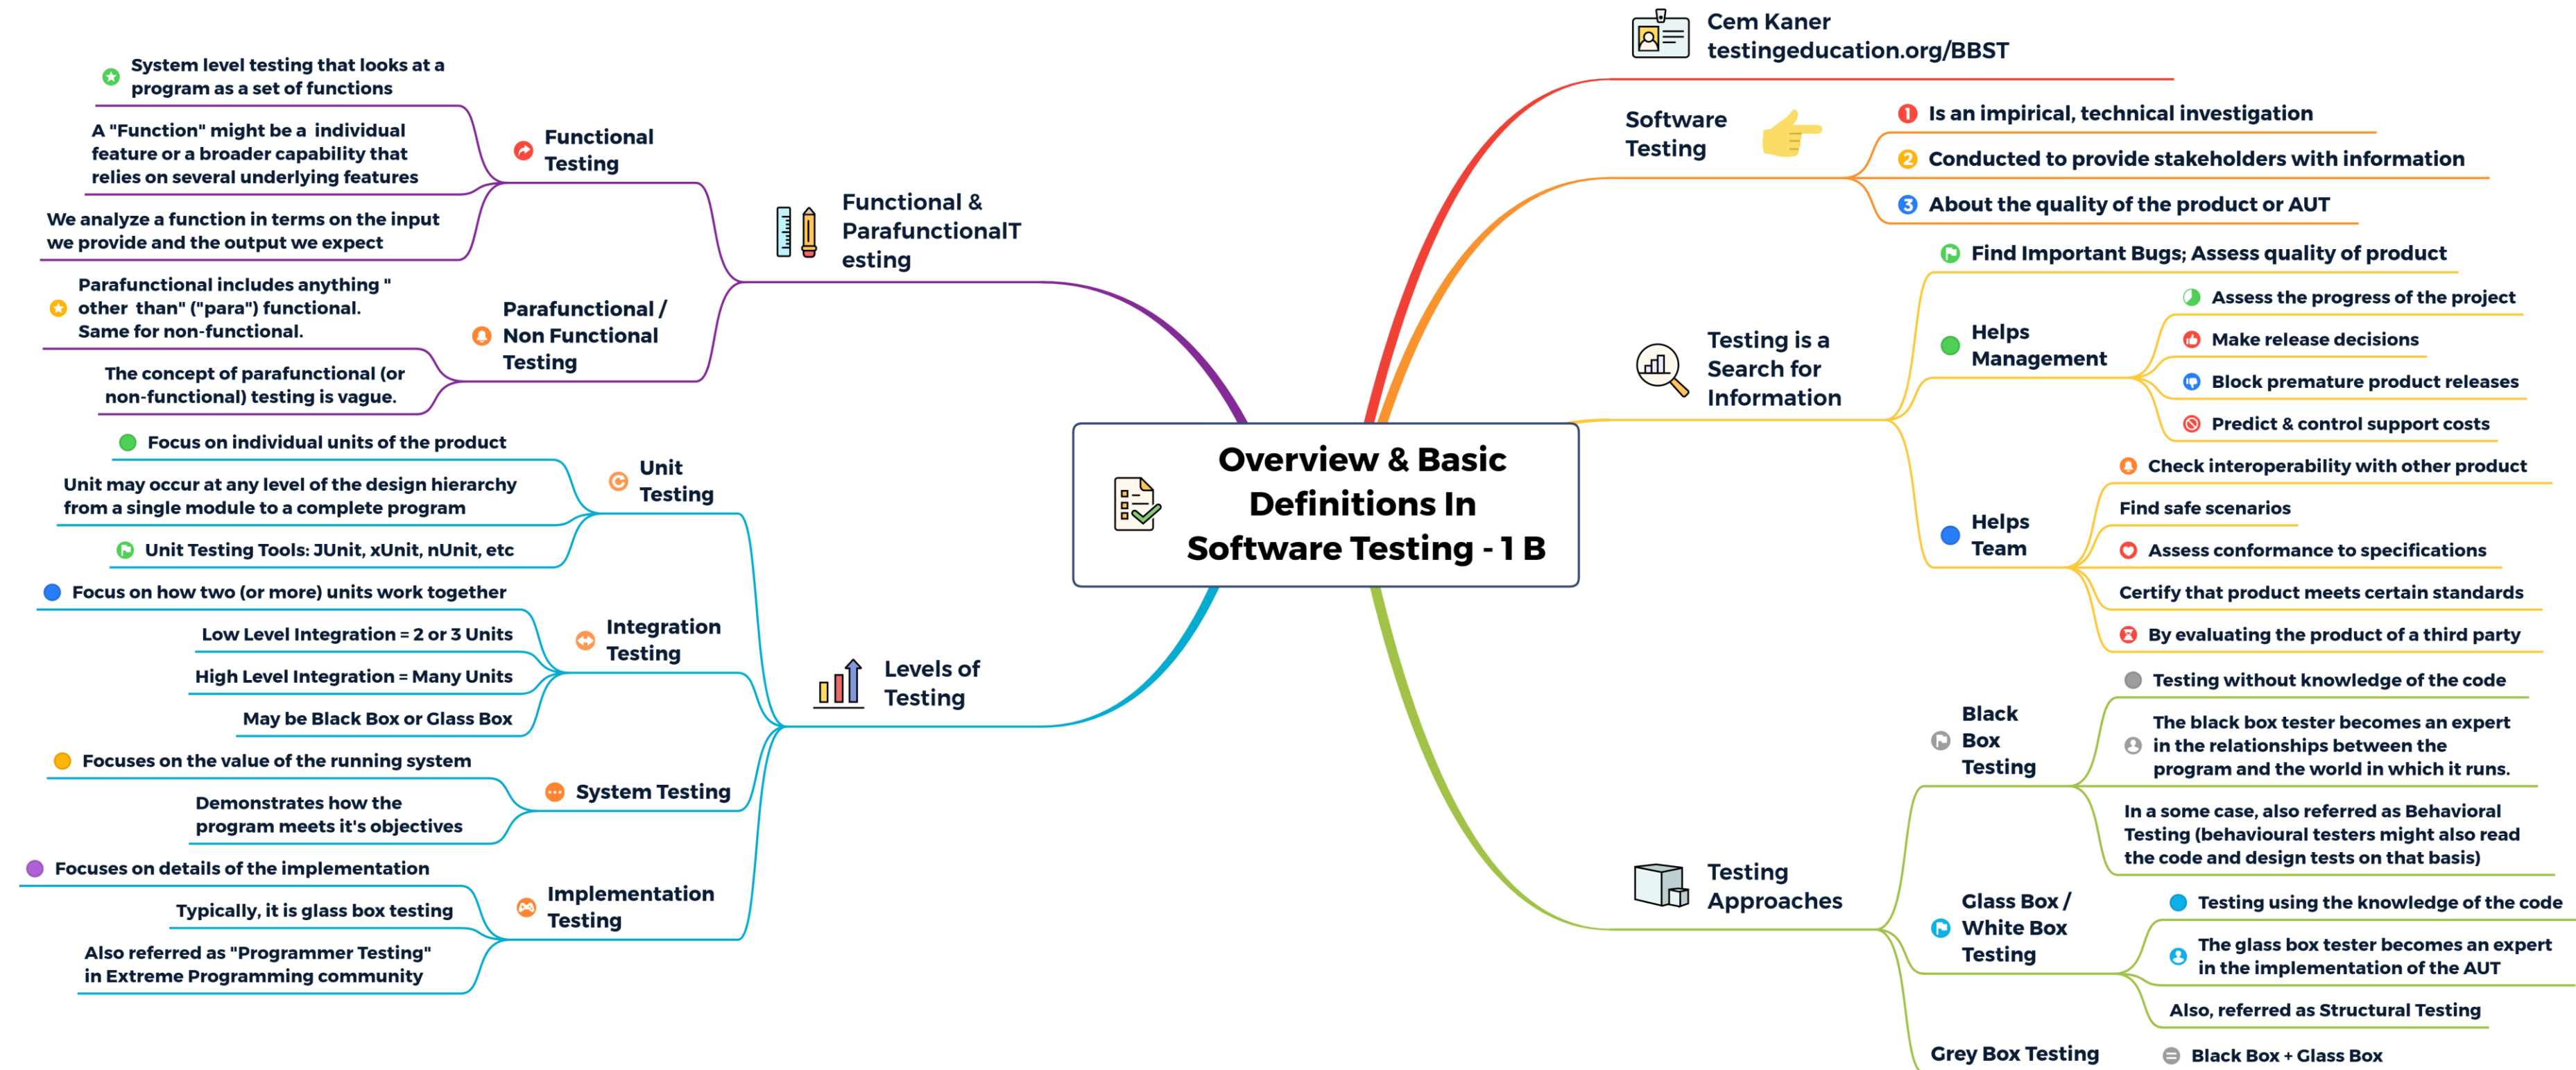 Overview & Basic
Definitions In
Software Testing - 1 B
Cem Kaner
testingeducation.org/BBST
Software
Testing
1 Is an impirical, technical investigation
2 Conducted to provide stakeholders with information
3 About the quality of the product or AUT
Testing is a
Search for
Information
Find Important Bugs; Assess quality of product
Helps
Management
Assess the progress of the project
Make release decisions
Block premature product releases
Predict & control support costs
Helps
Team
Check interoperability with other product
Find safe scenarios
Assess conformance to specifications
Certify that product meets certain standards
By evaluating the product of a third party
Testing
Approaches
Black
Box
Testing
Testing without knowledge of the code
The black box tester becomes an expert
in the relationships between the
program and the world in which it runs.
In a some case, also referred as Behavioral
Testing (behavioural testers might also read
the code and design tests on that basis)
Glass Box /
White Box
Testing
Testing using the knowledge of the code
The glass box tester becomes an expert
in the implementation of the AUT
Also, referred as Structural Testing
Grey Box Testing
Black Box + Glass Box
Functional &
ParafunctionalT
esting
Functional
Testing
System level testing that looks at a
program as a set of functions
A "Function" might be a  individual
feature or a broader capability that
relies on several underlying features
We analyze a function in terms on the input
we provide and the output we expect
Parafunctional /
Non Functional
Testing
Parafunctional includes anything "
other  than" ("para") functional.
Same for non-functional.
The concept of parafunctional (or
non-functional) testing is vague.
Levels of
Testing
Unit
Testing
Focus on individual units of the product
Unit may occur at any level of the design hierarchy
from a single module to a complete program
Unit Testing Tools: JUnit, xUnit, nUnit, etc
Integration
Testing
Focus on how two (or more) units work together
Low Level Integration = 2 or 3 Units
High Level Integration = Many Units
May be Black Box or Glass Box
System Testing
Focuses on the value of the running system
Demonstrates how the
program meets it's objectives
Implementation
Testing
Focuses on details of the implementation
Typically, it is glass box testing
Also referred as "Programmer Testing"
in Extreme Programming community